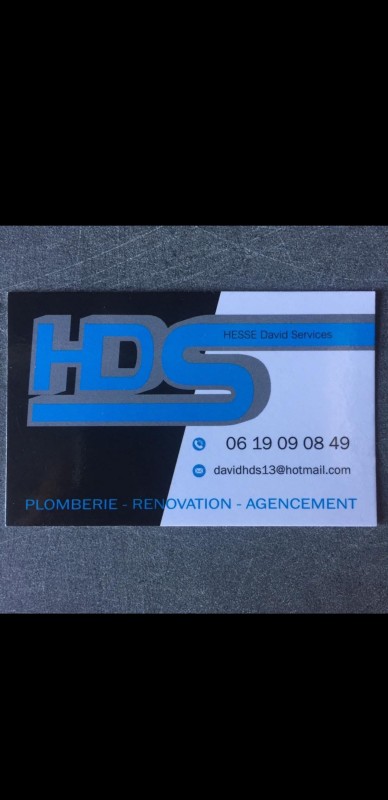 HDS
HESSE David Services
06 19 09 08 49
davidhds13@hotmail.com
PLOMBERIE - RENOVATION - AGENCEMENT